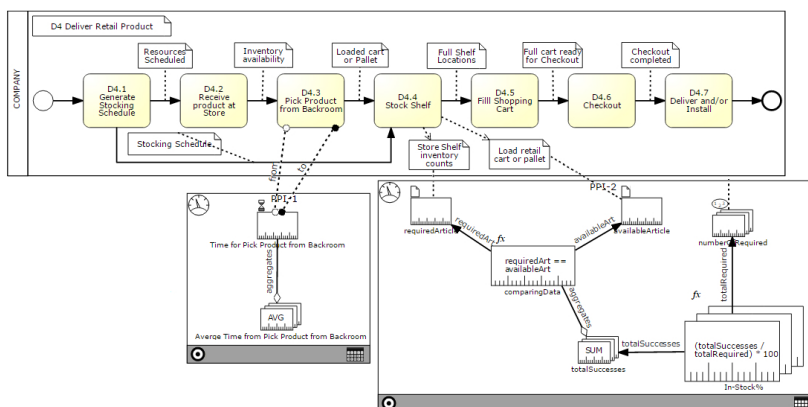 D4 Deliver Retail Product
COMPANY
Resources
Scheduled
Inventory
availability
Loaded cart
or Pallet
Full Shelf
Locations
Full cart ready
for Checkout
Checkout
completed
D4.1
Generate
Stocking
Schedule
D4.2
Receive
product at
Store
D4.3
Pick Product
from Backroom
D4.4
Stock Shelf
D4.5
Filll Shopping
Cart
D4.6
Checkout
D4.7
Deliver and/or
Install
Stocking Schedule
Store Shelf
inventory
counts
Load retail
cart or pallet
from
to
PPI-1
Time for Pick Product from Backroom
aggregates
AVG
Averge Time from Pick Product from Backroom
PPI-2
requiredArticle
requiredArt
fx
availableArt
availableArticle
requiredArt ==
availableArt
comparingData
aggregates
SUM
totalSuccesses
totalSuccesses
numberOfRequired
totalRequired
fx
(totalSuccesses /
totalRequired) * 100
In-Stock%